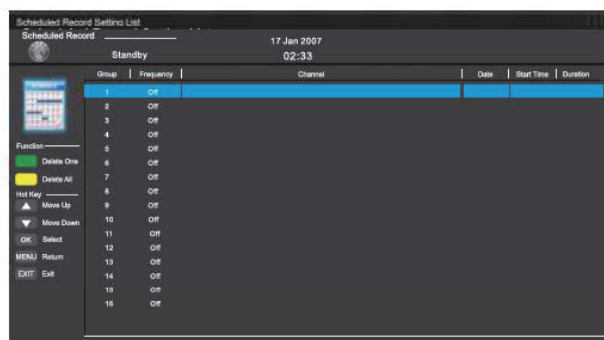 Scheduled Record Setting List
Scheduled Record
Standby
17 Jan 2007
02:33
Group Frequency Channel Date Start Time Duration
1 Off
2 Off
3 Off
4 Off
5 Off
6 Off
7 Off
8 Off
9 Off
10 Off
11 Off
12 Off
13 Off
14 Off
15 Off
16 Off
Function
Delete One
Delete All
Hot Key
Move Up
Move Down
OK Select
MENU Return
EXIT Exit